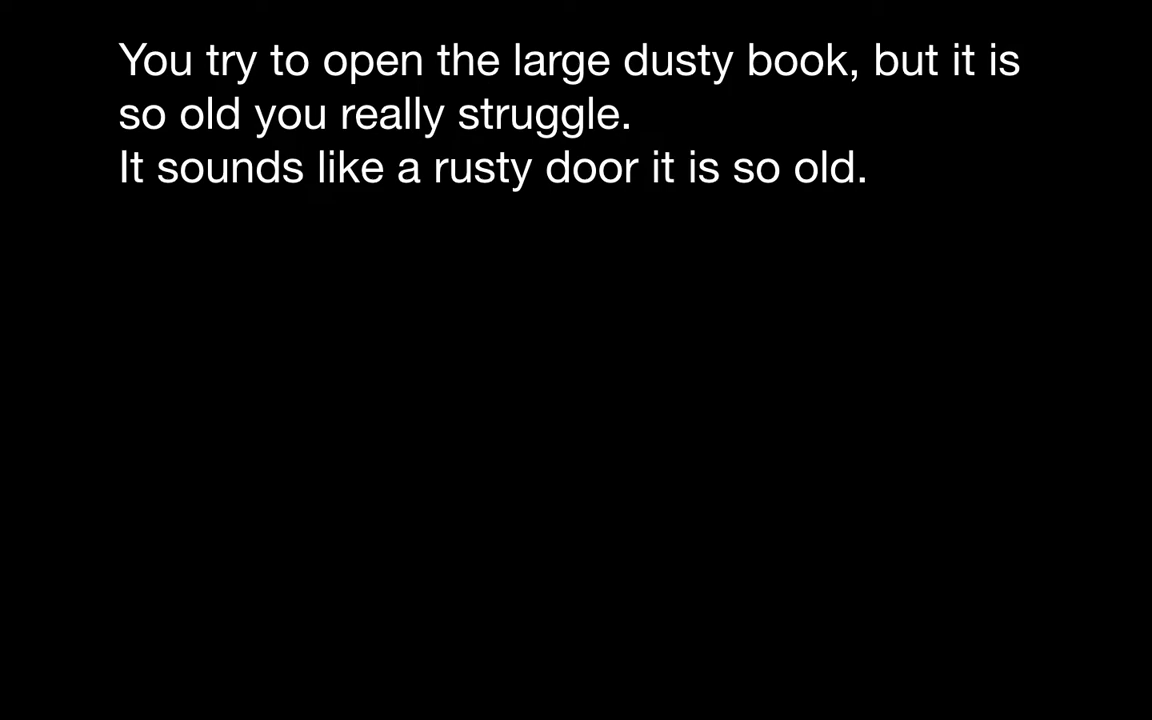 You try to open the large dusty book, but it is
so old you really struggle.
It sounds like a rusty door it is so old.